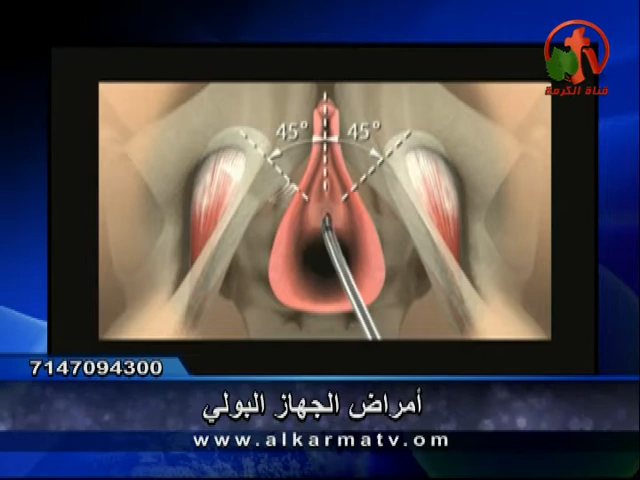 قناة الكرمة
45° 45°
7147094300
أمراض الجهاز البولي
www.alkarmatv.om